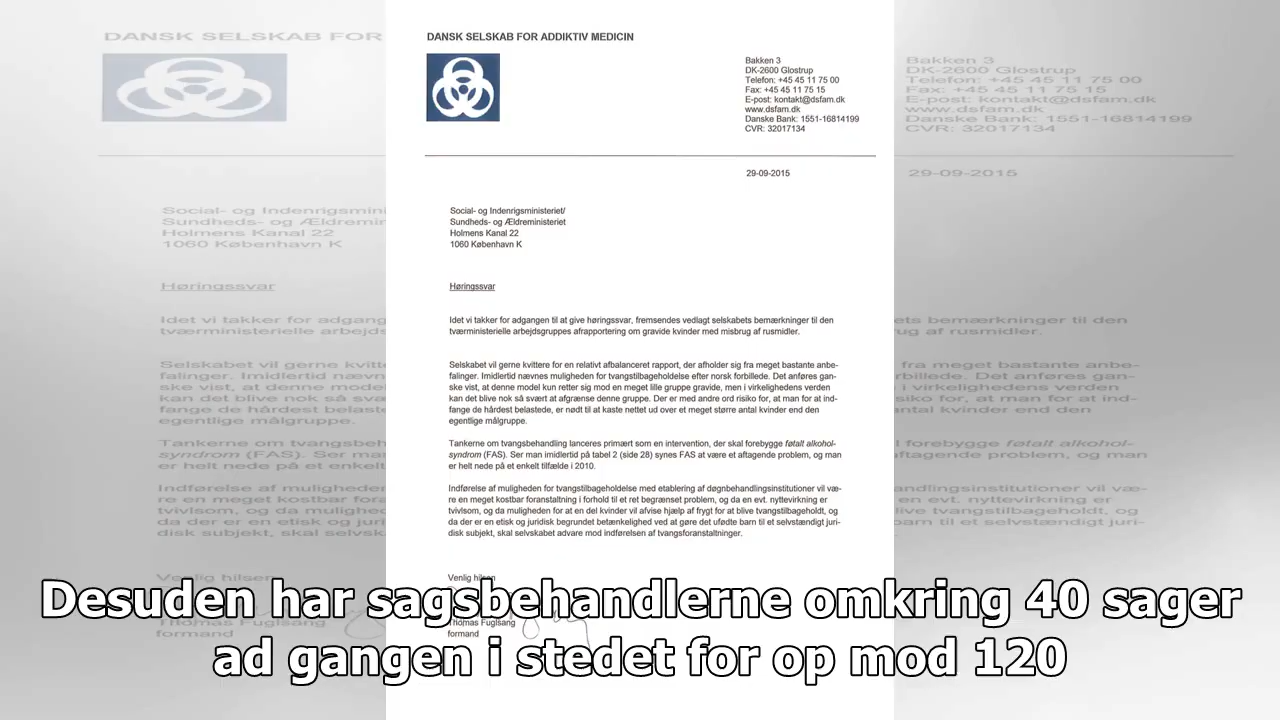 DANSK SELSKAB FOR ADDIKTIV MEDICIN
Bakken 3
DK-2600 Glostrup
Telefon: +45 45 11 75 00
Fax: +45 45 11 75 15
E-post: kontakt@dsfam.dk
www.dsfam.dk
Danske Bank: 1551-16814199
CVR: 32017134
29-09-2015
Social- og Indenrigsministeriet/
Sundheds- og Ældreministeriet
Holmens Kanal 22
1060 København K
Høringssvar
Idet vi takker for adgangen til at give høringssvar, fremsendes vedlagt selskabets bemærkninger til den
tværministerielle arbejdsgruppes afrapportering om gravide kvinder med misbrug af rusmidler.
Selskabet vil gerne kvittere for en relativt afbalanceret rapport, der afholder sig fra meget bastante anbe-
falinger. Imidlertid nævnes muligheden for tvangstilbageholdelse efter norsk forbillede. Det anføres gan-
ske vist, at denne model kun retter sig mod en meget lille gruppe gravide, men i virkelighedens verden
kan det blive nok så svært at afgrænse denne gruppe. Der er med andre ord risiko for, at man for at ind-
fange de hårdest belastede, er nødt til at kaste nettet ud over et meget større antal kvinder end den
egentlige målgruppe.
Tankerne om tvangsbehandling lanceres primært som en intervention, der skal forebygge føtalt alkohol-
syndrom (FAS). Ser man imidlertid på tabel 2 (side 28) synes FAS at være et aftagende problem, og man
er helt nede på et enkelt tilfælde i 2010.
Indførelse af muligheden for tvangstilbageholdelse med etablering af døgnbehandlingsinstitutioner vil væ-
re en meget kostbar foranstaltning i forhold til et ret begrænset problem, og da en evt. nyttevirkning er
tvivlsom, og da muligheden for at en del kvinder vil afvise hjælp af frygt for at blive tvangstilbageholdt, og
da der er en etisk og juridisk begrundet betænkelighed ved at gøre det ufødte barn til et selvstændigt juri-
disk subjekt, skal selvskabet advare mod indførelsen af tvangsforanstaltninger.
Venlig hilsen
Thomas Fuglsang
formand
Desuden har sagsbehandlerne omkring 40 sager
ad gangen i stedet for op mod 120